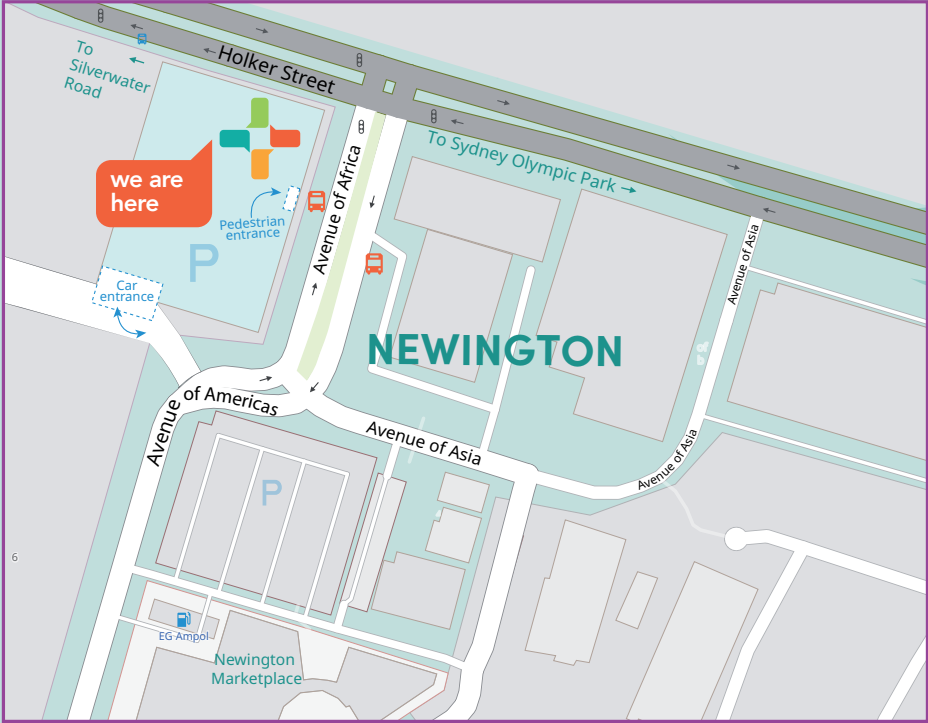 To
Silverwater
Road
Holker Street
To Sydney Olympic Park
we are
here
Pedestrian
entrance
P
Car
entrance
Avenue of Africa
Avenue of Asia
NEWINGTON
Avenue of Americas
Avenue of Asia
Avenue of Asia
P
6
EG Ampol
Newington
Marketplace